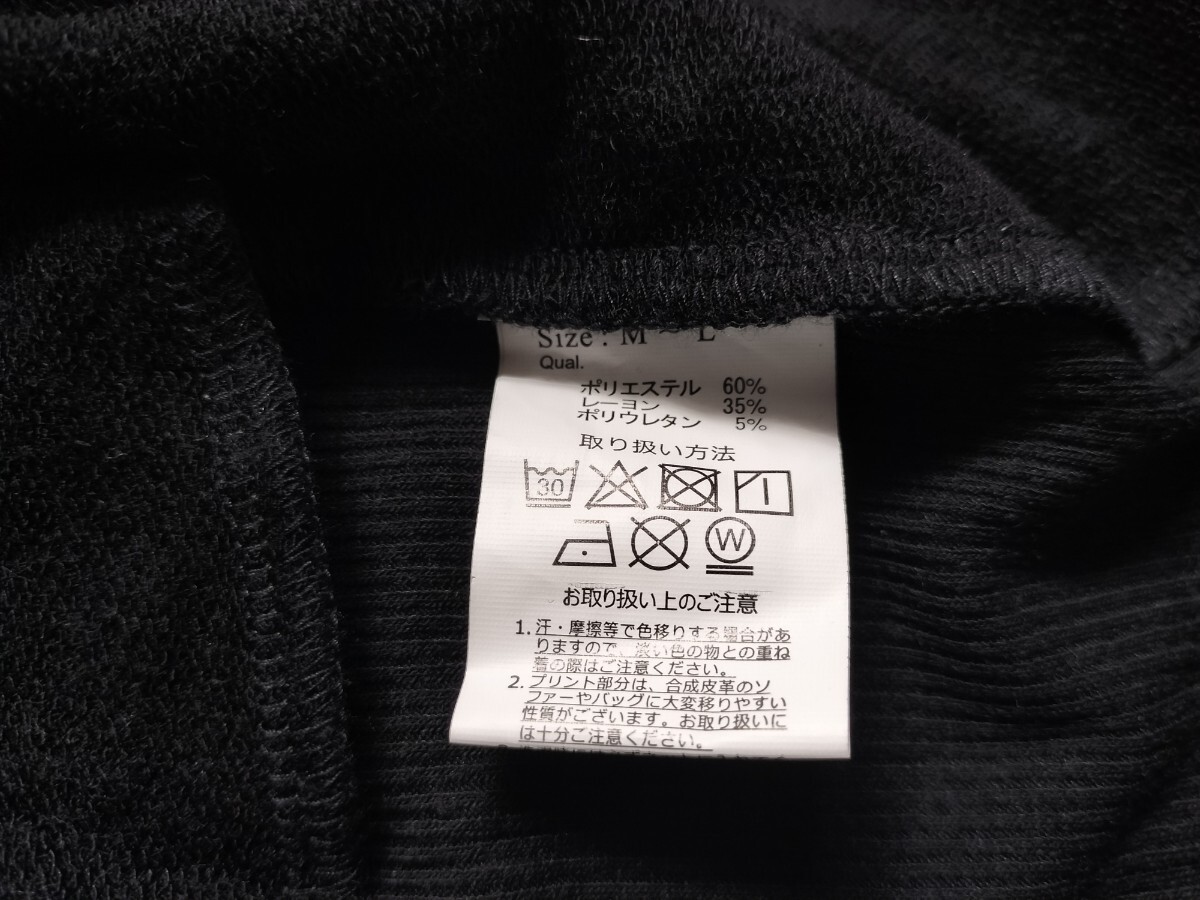 Size : M ～ L
Qual.
ポリエステル 60%
レーヨン 35%
ポリウレタン 5%
取り扱い方法
30
W
お取り扱い上のご注意
1. 汗・摩擦等で色移りする場合があ
りますので、淡い色の物との重ね
着の際はご注意ください。
2. プリント部分は、合成皮革のソ
ファーやバッグに大変移りやすい
性質がございます。お取り扱いに
は十分ご注意ください。